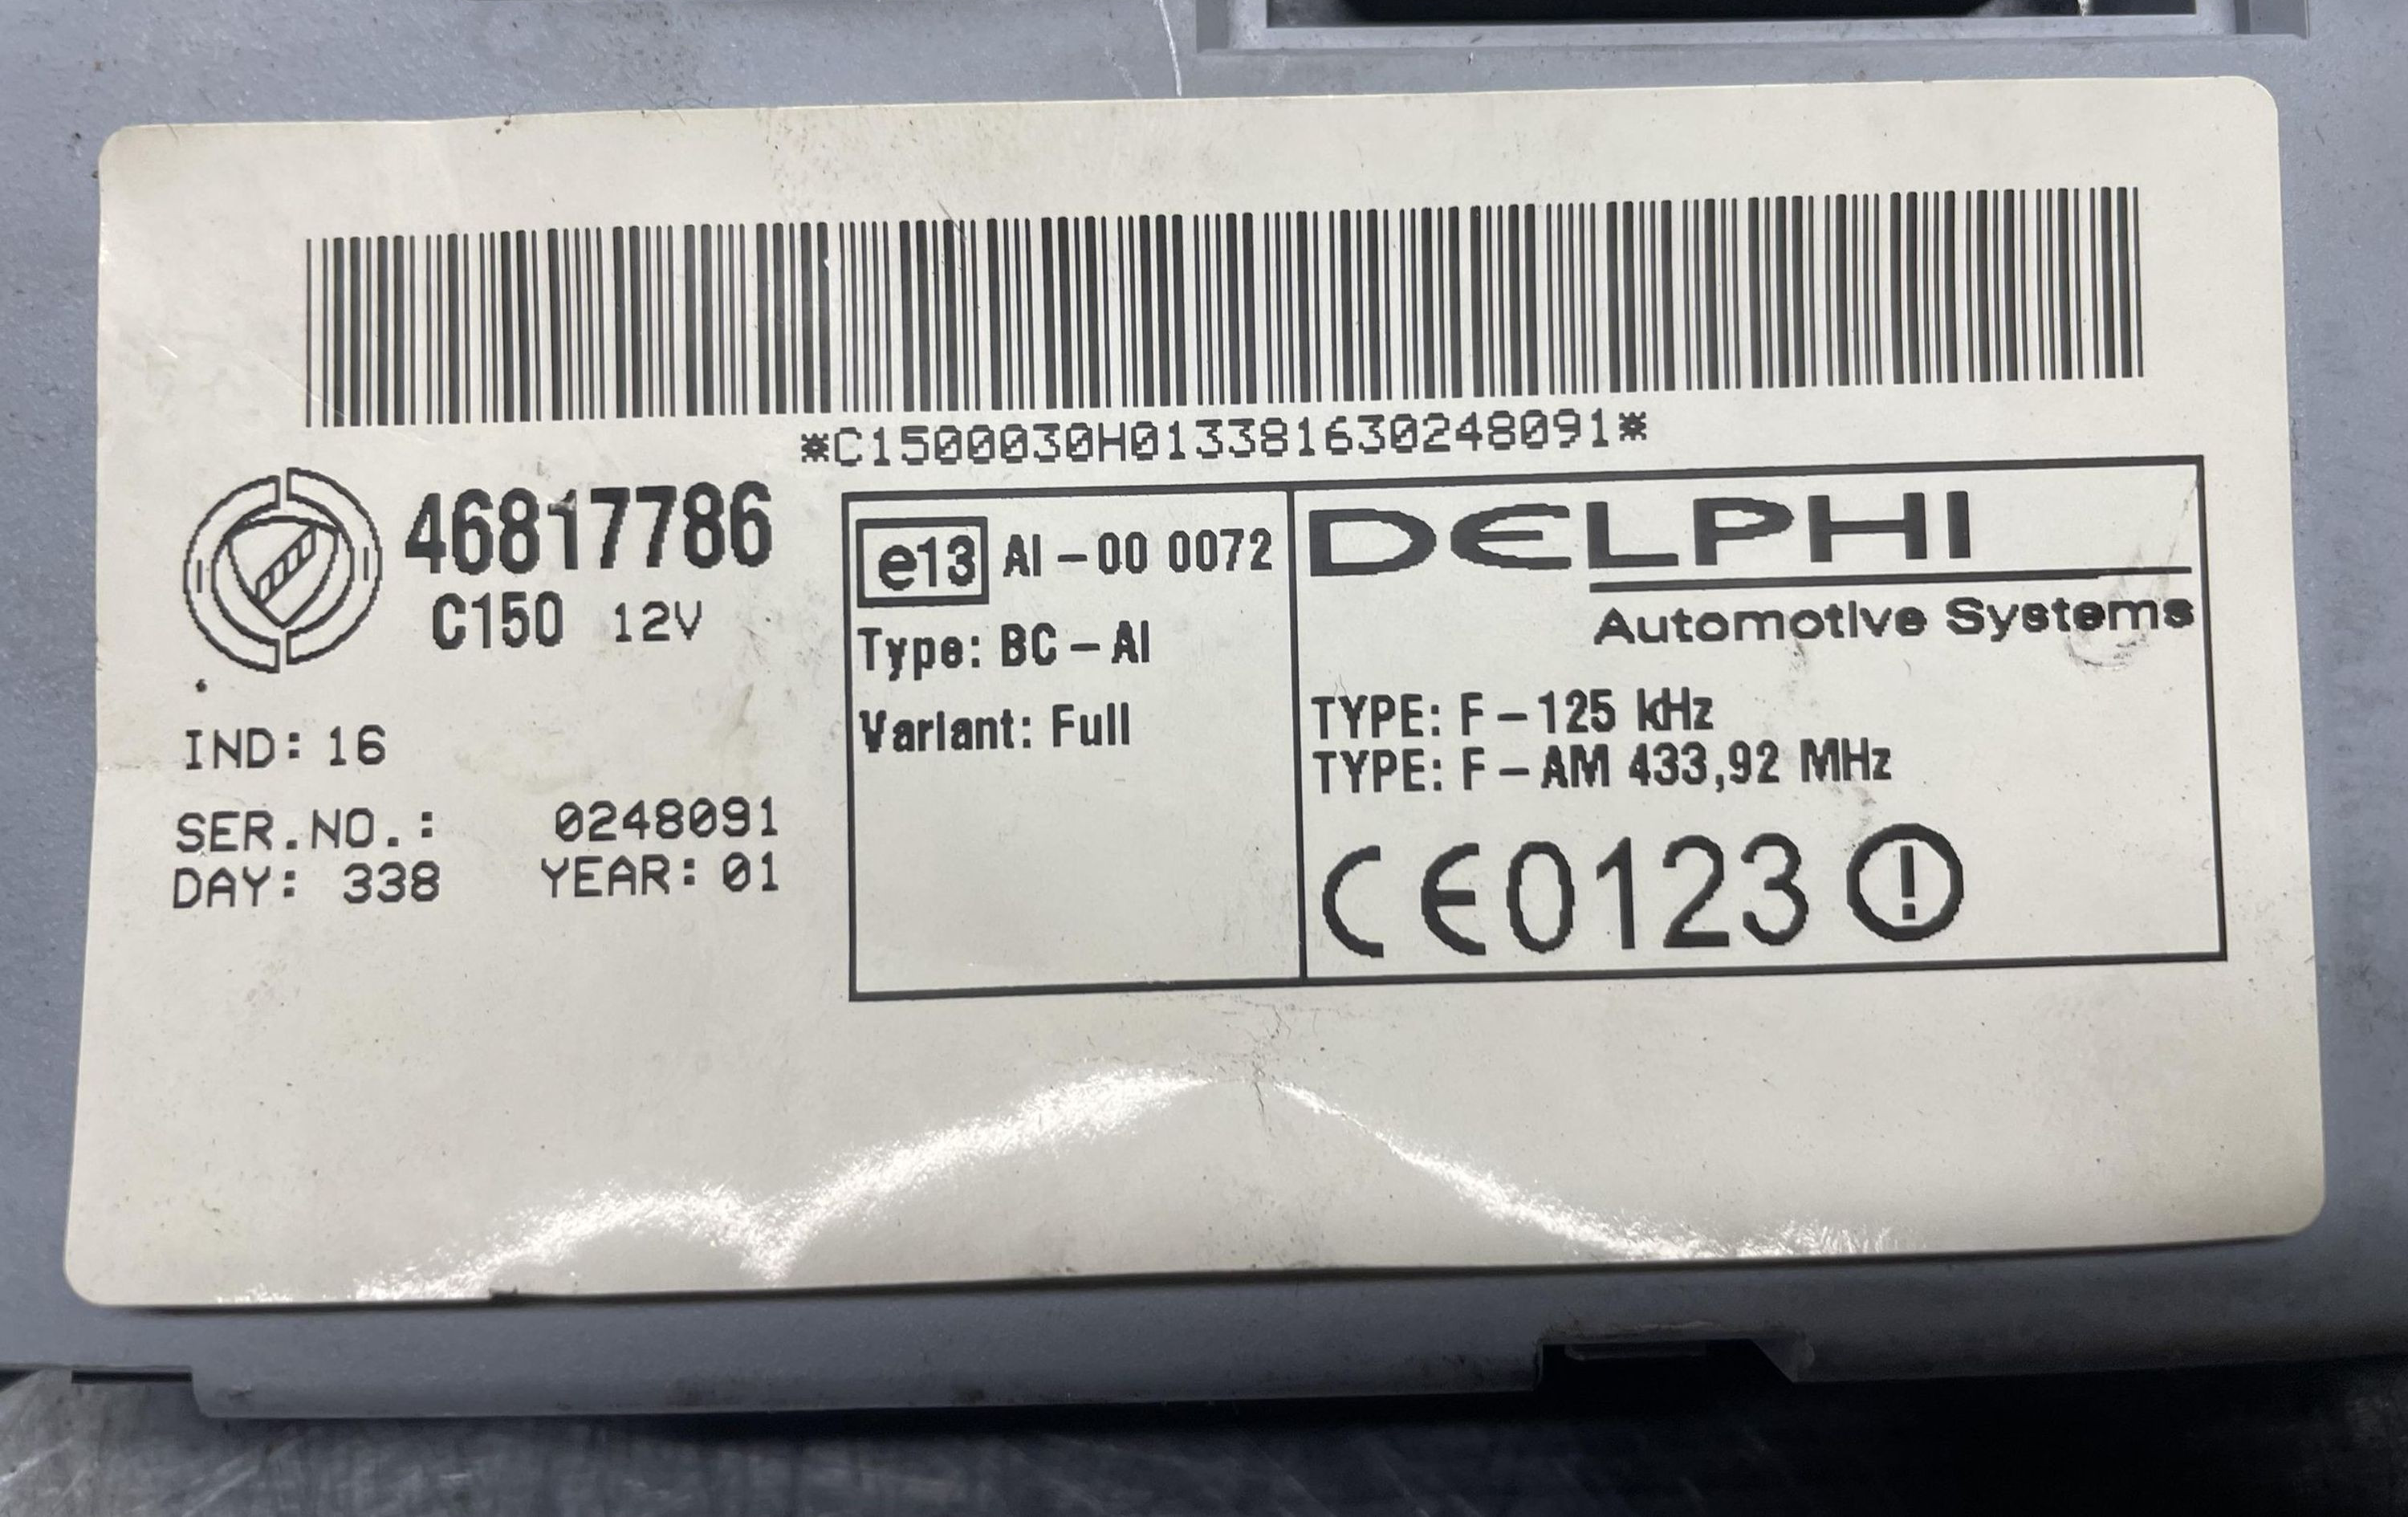 *C1500030H013381630248091*
46817786
C150 12V
IND: 16
SER.NO.: 0248091
DAY: 338 YEAR: 01
e13 AI-00 0072
Type: BC-AI
Variant: Full
DELPHI
Automotive Systems
TYPE: F-125 kHz
TYPE: F-AM 433,92 MHz
CE0123 !